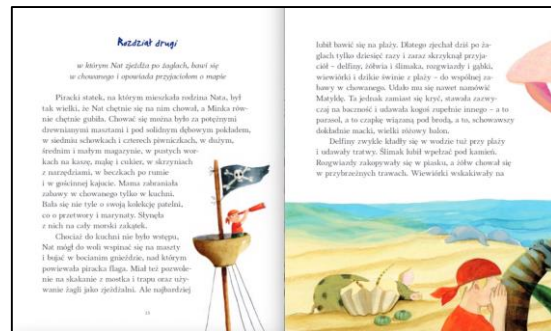 Rozdział drugi
w którym Nat zjeżdża po żaglach, bawi się
w chowanego i opowiada przyjaciołom o mapie
Piracki statek, na którym mieszkała rodzina Nata, był
tak wielki, że Nat chętnie się na nim chował, a Minka rów-
nie chętnie gubiła. Chować się można było za potężnymi
drewnianymi masztami i pod solidnym dębowym pokładem,
w siedmiu schowkach i czterech piwniczkach, w dużym,
średnim i małym magazynie, w pustych wor-
kach na kaszę, mąkę i cukier, w skrzyniach
z narzędziami, w beczkach po rumie
i w gościnnej kajucie. Mama zabraniała
zabawy w chowanego tylko w kuchni.
Bała się nie tyle o swoją kolekcję patelni,
co o przetwory i marynaty. Słynęła
z nich na cały morski zakątek.
Chociaż do kuchni nie było wstępu,
Nat mógł do woli wspinać się na maszty
i bujać w bocianim gnieździe, nad którym
powiewała piracka flaga. Miał też pozwole-
nie na skakanie z mostka i trapu oraz uży-
wanie żagli jako zjeżdżalni. Ale najbardziej
lubił bawić się na plaży. Dlatego zjechał dziś po ża-
glach tylko dziesięć razy i zaraz skrzyknął przyja-
ciół – delfiny, żółwia i ślimaka, rozgwiazdy i gąbki,
wiewiórki i dzikie świnie z plaży – do wspólnej za-
bawy w chowanego. Udało mu się nawet namówić
Matyldę. Ta jednak zamiast się kryć, stawała zazwy-
czaj na baczność i udawała kogoś zupełnie innego – a to
parasol, a to czaplę wiązaną pod brodą, a to, schowawszy
dokładnie macki, wielki różowy balon.
Delfiny zwykle kładły się w wodzie tuż przy plaży
i udawały tratwy. Ślimak lubił wpełzać pod kamień.
Rozgwiazdy zakopywały się w piasku, a żółw chował się
w przybrzeżnych trawach. Wiewiórki wskakiwały na